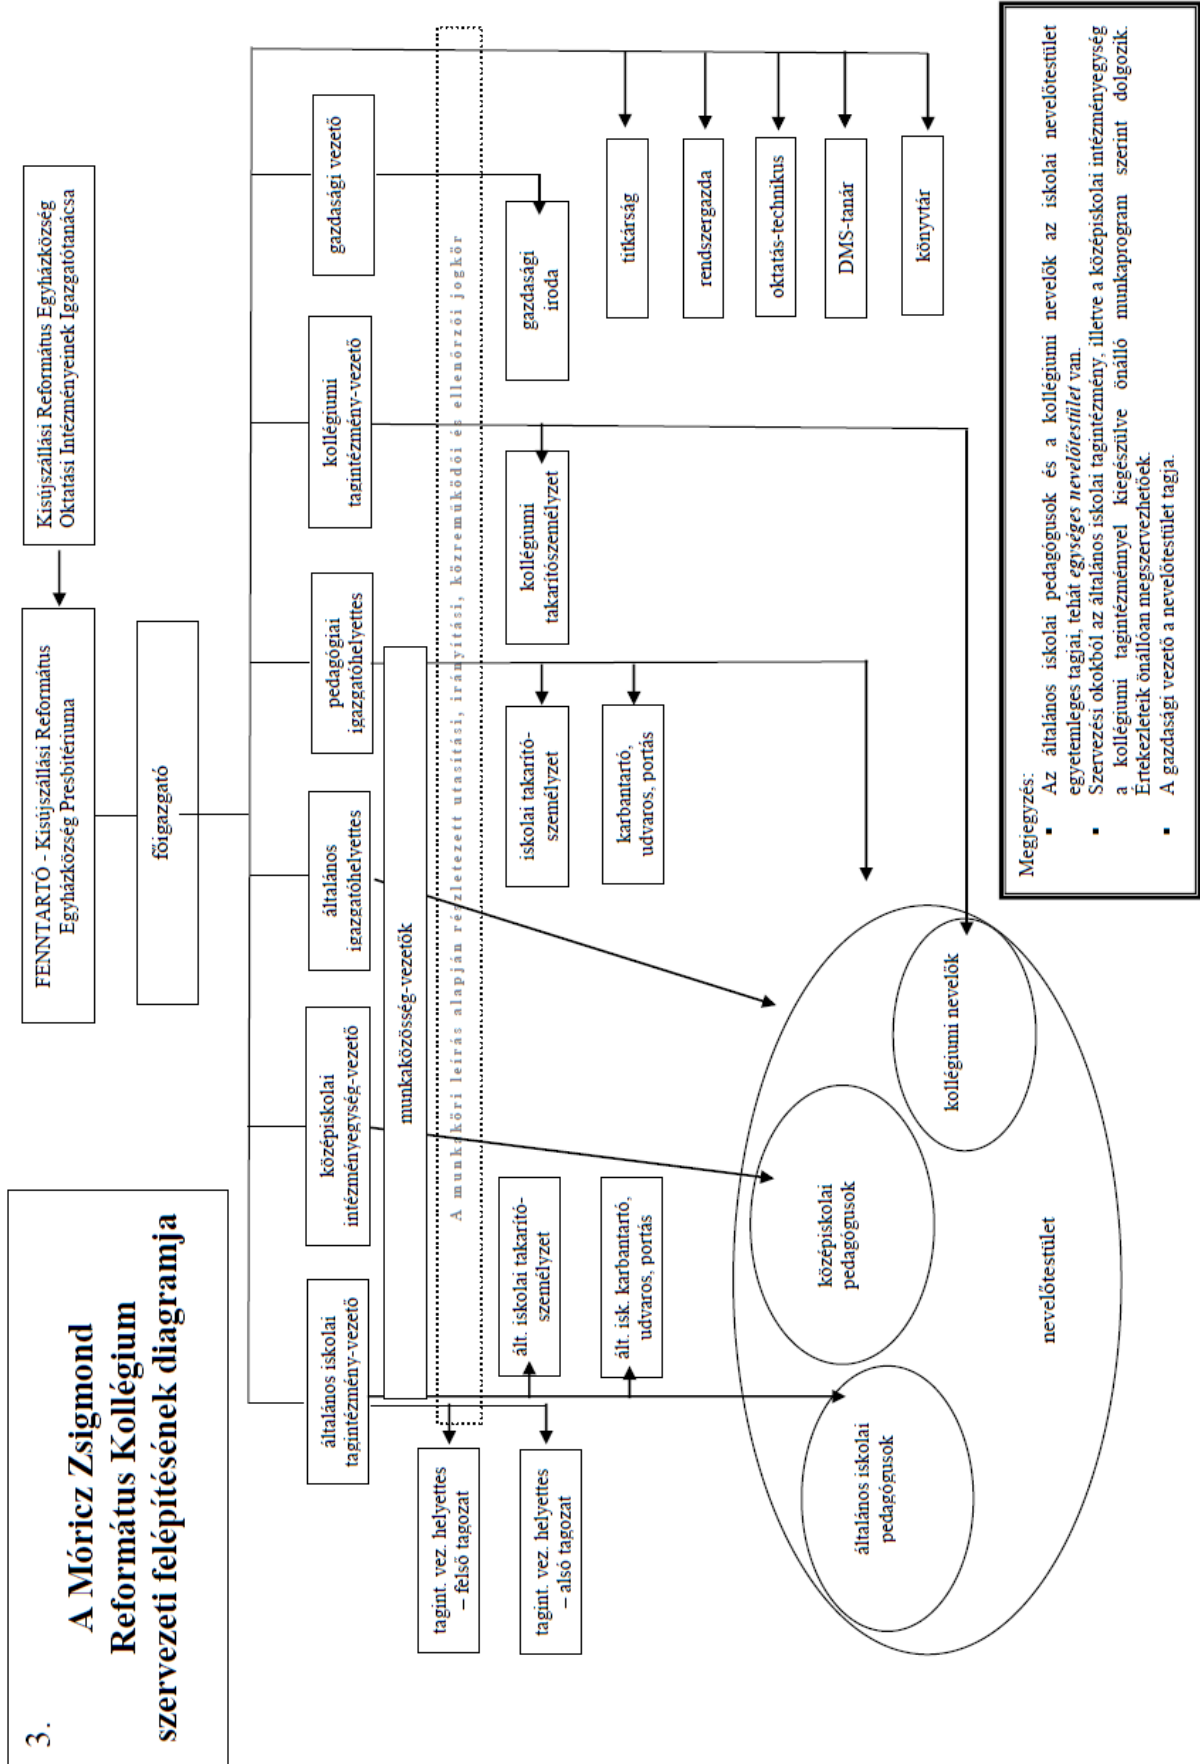 3.
A Móricz Zsigmond
Református Kollégium
szervezeti felépítésének diagramja
FENNTARTÓ - Kisújszállási Református
Egyházközség Presbitériuma
Kisújszállási Református Egyházközség
Oktatási Intézményeinek Igazgatótanácsa
főigazgató
általános iskolai
tagintézmény-vezető
középiskolai
intézményegység-vezető
általános
igazgatóhelyettes
pedagógiai
igazgatóhelyettes
kollégiumi
tagintézmény-vezető
gazdasági vezető
munkaközösség-vezetők
A munkaköri leírás alapján részletezett utasítási, irányítási, közreműködői és ellenőrzői jogkör
tagint. vez. helyettes
– felső tagozat
tagint. vez. helyettes
– alsó tagozat
ált. iskolai takarító-
személyzet
ált. isk. karbantartó,
udvaros, portás
iskolai takarító-
személyzet
karbantartó,
udvaros, portás
kollégiumi
takarítószemélyzet
gazdasági
iroda
titkárság
rendszergazda
oktatás-technikus
DMS-tanár
könyvtár
általános iskolai
pedagógusok
középiskolai
pedagógusok
kollégiumi nevelők
nevelőtestület
Megjegyzés:
▪ Az általános iskolai pedagógusok és a kollégiumi nevelők az iskolai nevelőtestület
egyetemleges tagjai, tehát egységes nevelőtestület van.
▪ Szervezési okokból az általános iskolai tagintézmény, illetve a középiskolai intézményegység
a kollégiumi tagintézménnyel kiegészülve önálló munkaprogram szerint dolgozik.
Értekezleteik önállóan megszervezhetőek.
▪ A gazdasági vezető a nevelőtestület tagja.